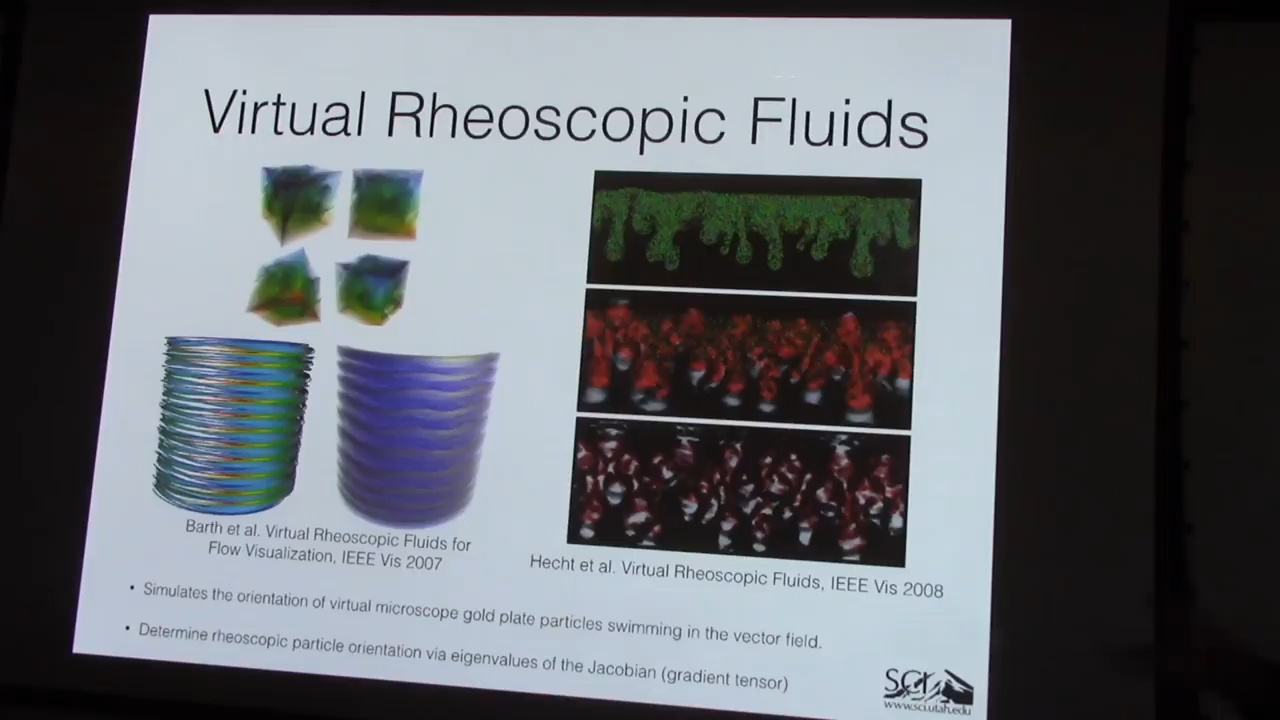 Virtual Rheoscopic Fluids
Barth et al. Virtual Rheoscopic Fluids for
Flow Visualization, IEEE Vis 2007
Hecht et al. Virtual Rheoscopic Fluids, IEEE Vis 2008
• Simulates the orientation of virtual microscope gold plate particles swimming in the vector field.
• Determine rheoscopic particle orientation via eigenvalues of the Jacobian (gradient tensor)
SCI
www.sci.utah.edu